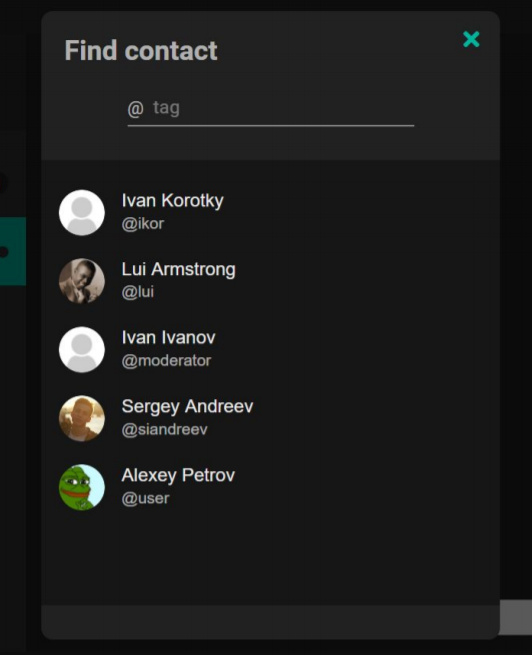 Find contact
@ tag
Ivan Korotky
@ikor
Lui Armstrong
@lui
Ivan Ivanov
@moderator
Sergey Andreev
@siandreev
Alexey Petrov
@user